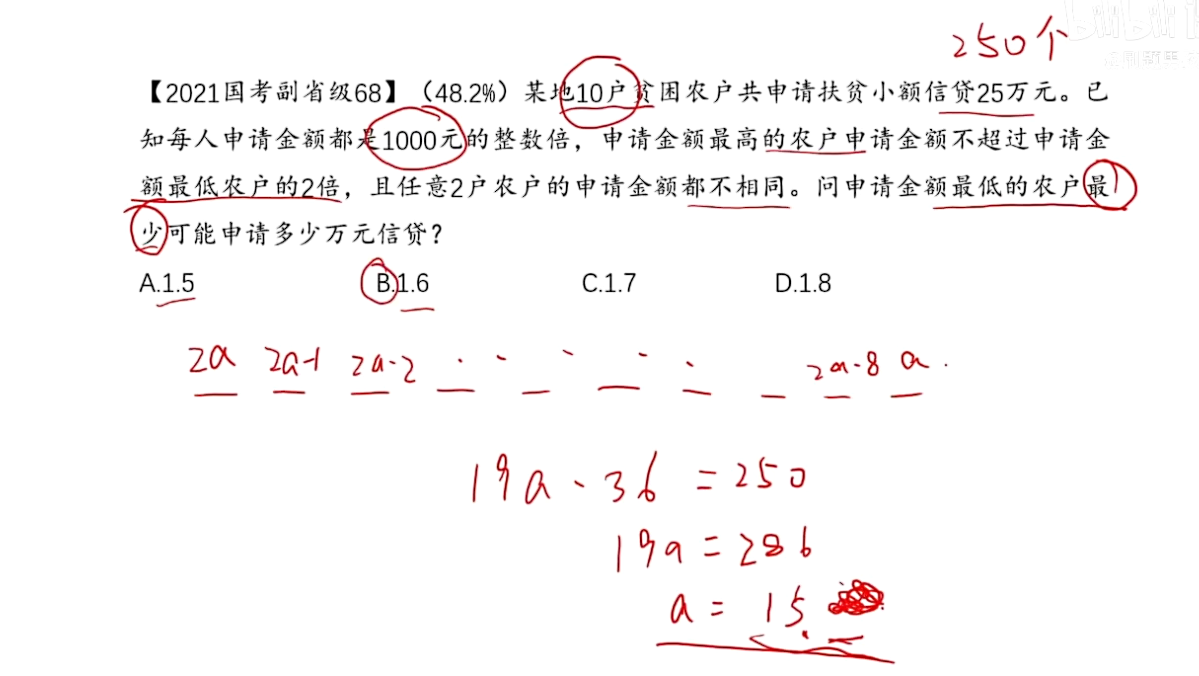 250个
【2021国考副省级68】（48.2%）某地10户贫困农户共申请扶贫小额信贷25万元。已
知每人申请金额都是1000元的整数倍，申请金额最高的农户申请金额不超过申请金
额最低农户的2倍，且任意2户农户的申请金额都不相同。问申请金额最低的农户最
少可能申请多少万元信贷？
A.1.5 B.1.6 C.1.7 D.1.8
2a 2a-1 2a-2 2a-8 a
19a-36=250
19a=286
a=15